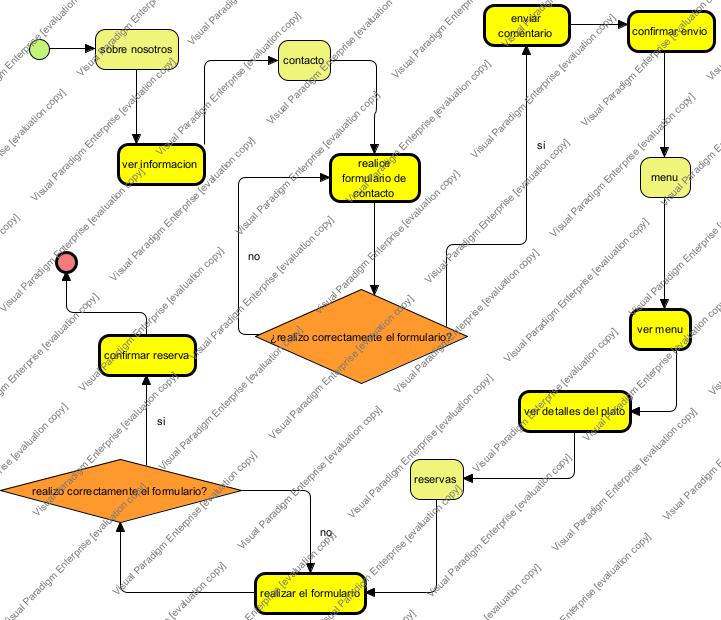 sobre nosotros
ver informacion
contacto
realice
formulario de
contacto
no
¿realizo correctamente el formulario?
si
enviar
comentario
confirmar envio
menu
ver menu
ver detalles del plato
reservas
realizar el formulario
realizo correctamente el formulario?
no
si
confirmar reserva
Visual Paradigm Enterprise [evaluation copy]